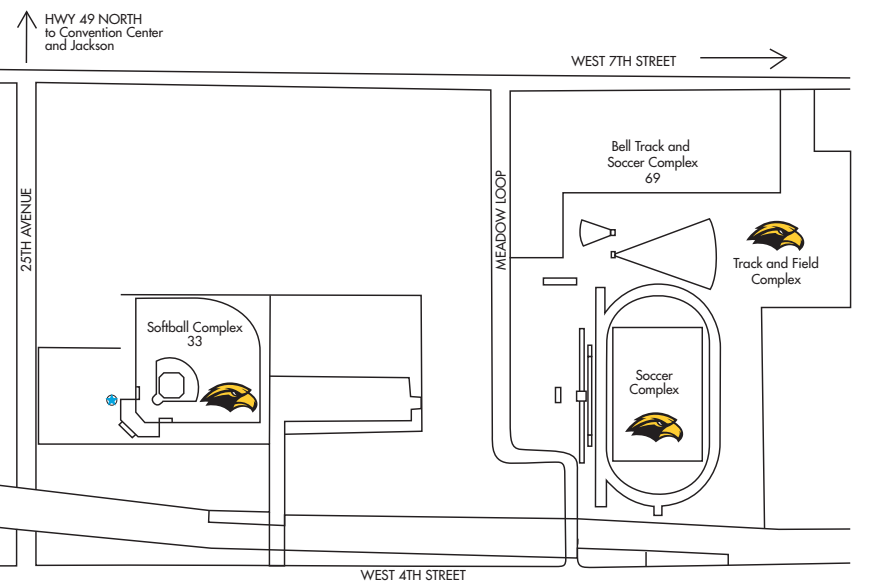 HWY 49 NORTH
to Convention Center
and Jackson
WEST 7TH STREET
25TH AVENUE
MEADOW LOOP
Bell Track and
Soccer Complex
69
Track and Field
Complex
Softball Complex
33
Soccer
Complex
WEST 4TH STREET